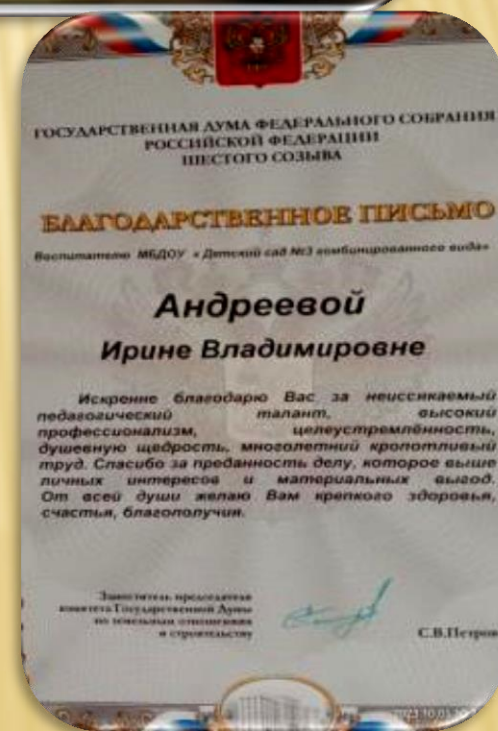 ГОСУДАРСТВЕННАЯ ДУМА ФЕДЕРАЛЬНОГО СОБРАНИЯ
РОССИЙСКОЙ ФЕДЕРАЦИИ
ШЕСТОГО СОЗЫВА
БЛАГОДАРСТВЕННОЕ ПИСЬМО
Воспитателю МБДОУ «Детский сад №3 комбинированного вида»
Андреевой
Ирине Владимировне
Искренне благодарю Вас за неиссякаемый
педагогический талант, высокий
профессионализм, целеустремлённость,
душевную щедрость, многолетний кропотливый
труд. Спасибо за преданность делу, которое выше
личных интересов и материальных выгод.
От всей души желаю Вам крепкого здоровья,
счастья, благополучия.
Заместитель председателя
комитета Государственной Думы
по земельным отношениям
и строительству
С.В.Петров